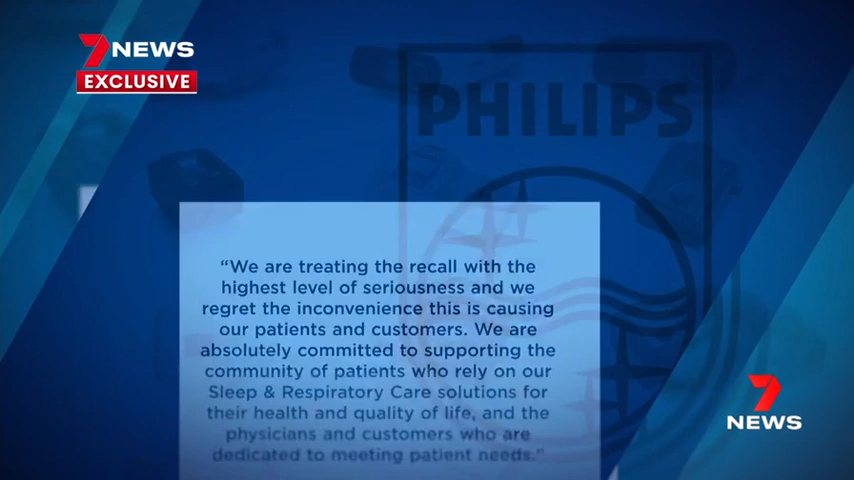 7NEWS
EXCLUSIVE
PHILIPS
“We are treating the recall with the
highest level of seriousness and we
regret the inconvenience this is causing
our patients and customers. We are
absolutely committed to supporting the
community of patients who rely on our
Sleep & Respiratory Care solutions for
their health and quality of life, and the
physicians and customers who are
dedicated to meeting patient needs.”
7
NEWS